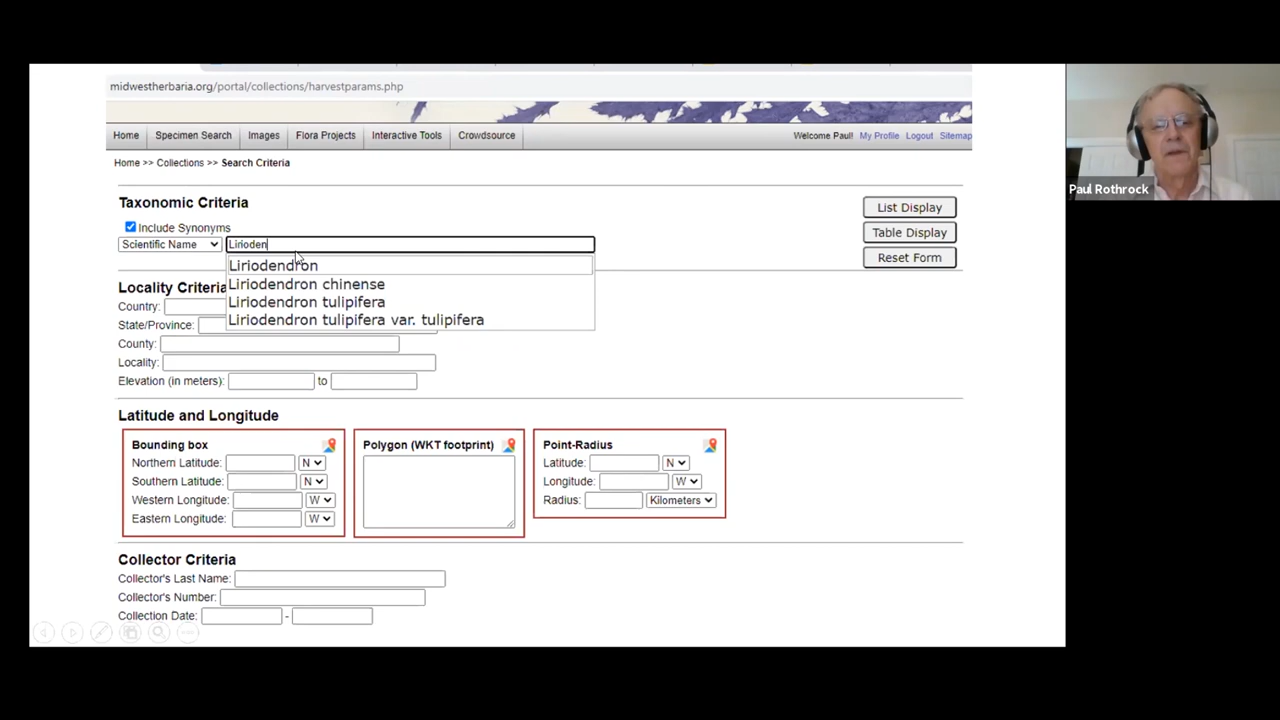 midwestherbaria.org/portal/collections/harvestparams.php
Home Specimen Search Images Flora Projects Interactive Tools Crowdsource Welcome Paul! My Profile Logout Sitemap
Home >> Collections >> Search Criteria
Taxonomic Criteria
List Display
Include Synonyms
Table Display
Scientific Name Lirioden
Reset Form
Liriodendron
Liriodendron chinense
Liriodendron tulipifera
Liriodendron tulipifera var. tulipifera
Locality Criteria
Country:
State/Province:
County:
Locality:
Elevation (in meters): to
Latitude and Longitude
Bounding box
Northern Latitude: N
Southern Latitude: N
Western Longitude: W
Eastern Longitude: W
Polygon (WKT footprint)
Point-Radius
Latitude: N
Longitude: W
Radius: Kilometers
Collector Criteria
Collector's Last Name:
Collector's Number:
Collection Date: -
Paul Rothrock